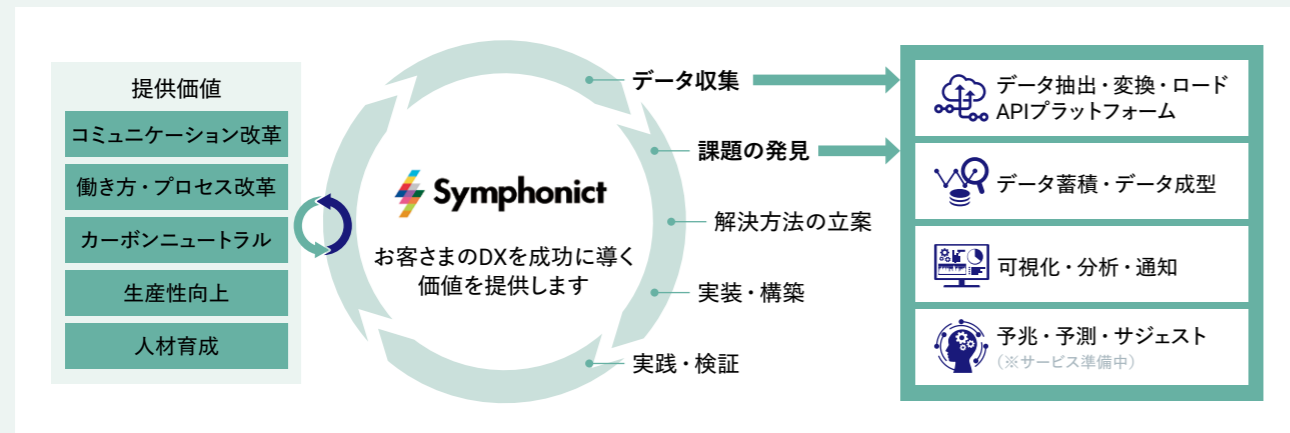 提供価値
コミュニケーション改革
働き方・プロセス改革
カーボンニュートラル
生産性向上
人材育成
Symphonict
お客さまのDXを成功に導く
価値を提供します
データ収集
課題の発見
解決方法の立案
実装・構築
実践・検証
データ抽出・変換・ロード
APIプラットフォーム
データ蓄積・データ成型
可視化・分析・通知
予兆・予測・サジェスト
(※サービス準備中)